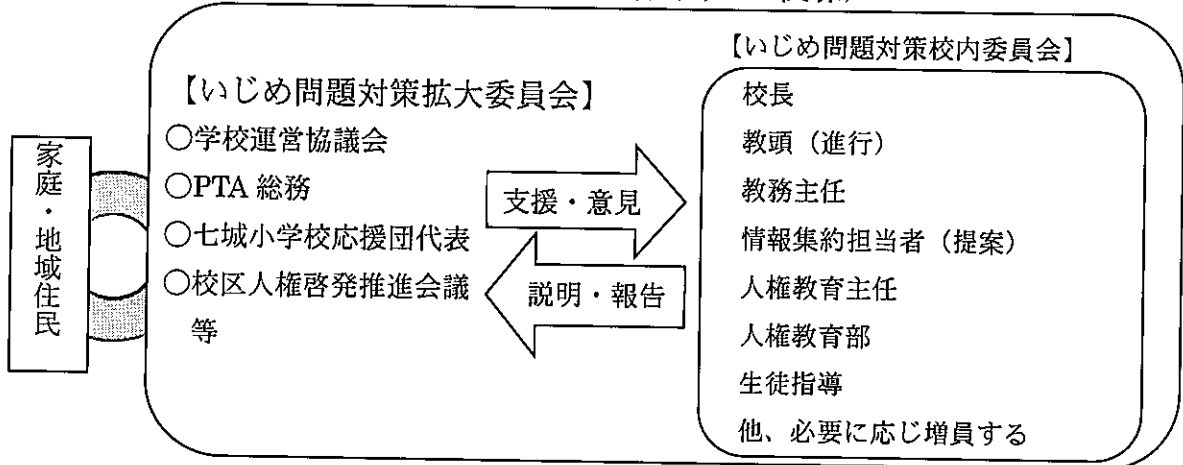 【いじめ問題対策校内委員会】
校長
教頭（進行）
教務主任
情報集約担当者（提案）
人権教育主任
人権教育部
生徒指導
他、必要に応じ増員する
【いじめ問題対策拡大委員会】
○学校運営協議会
○PTA 総務
○七城小学校応援団代表
○校区人権啓発推進会議
等
支援・意見
説明・報告
家庭・地域住民